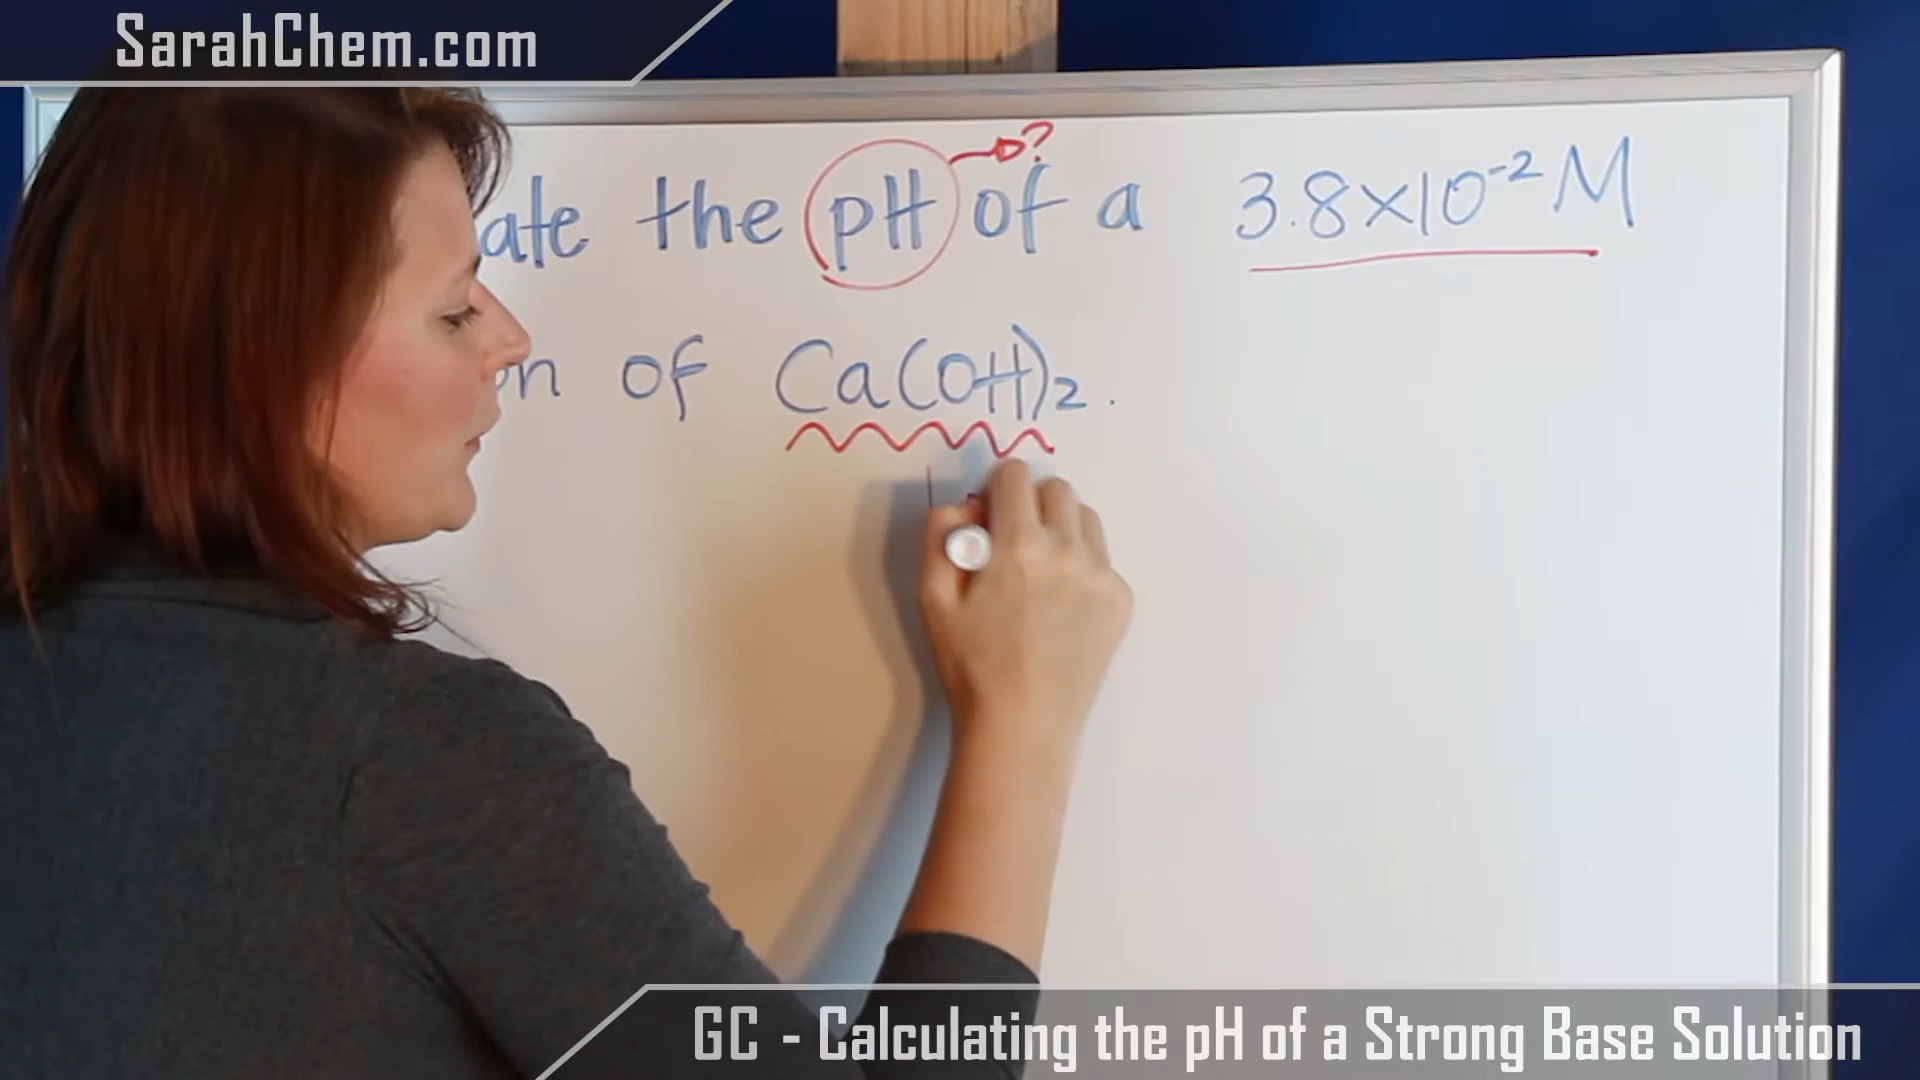 SarahChem.com
ate the pH of a 3.8×10⁻² M
?
on of Ca(OH)₂.
GC - Calculating the pH of a Strong Base Solution